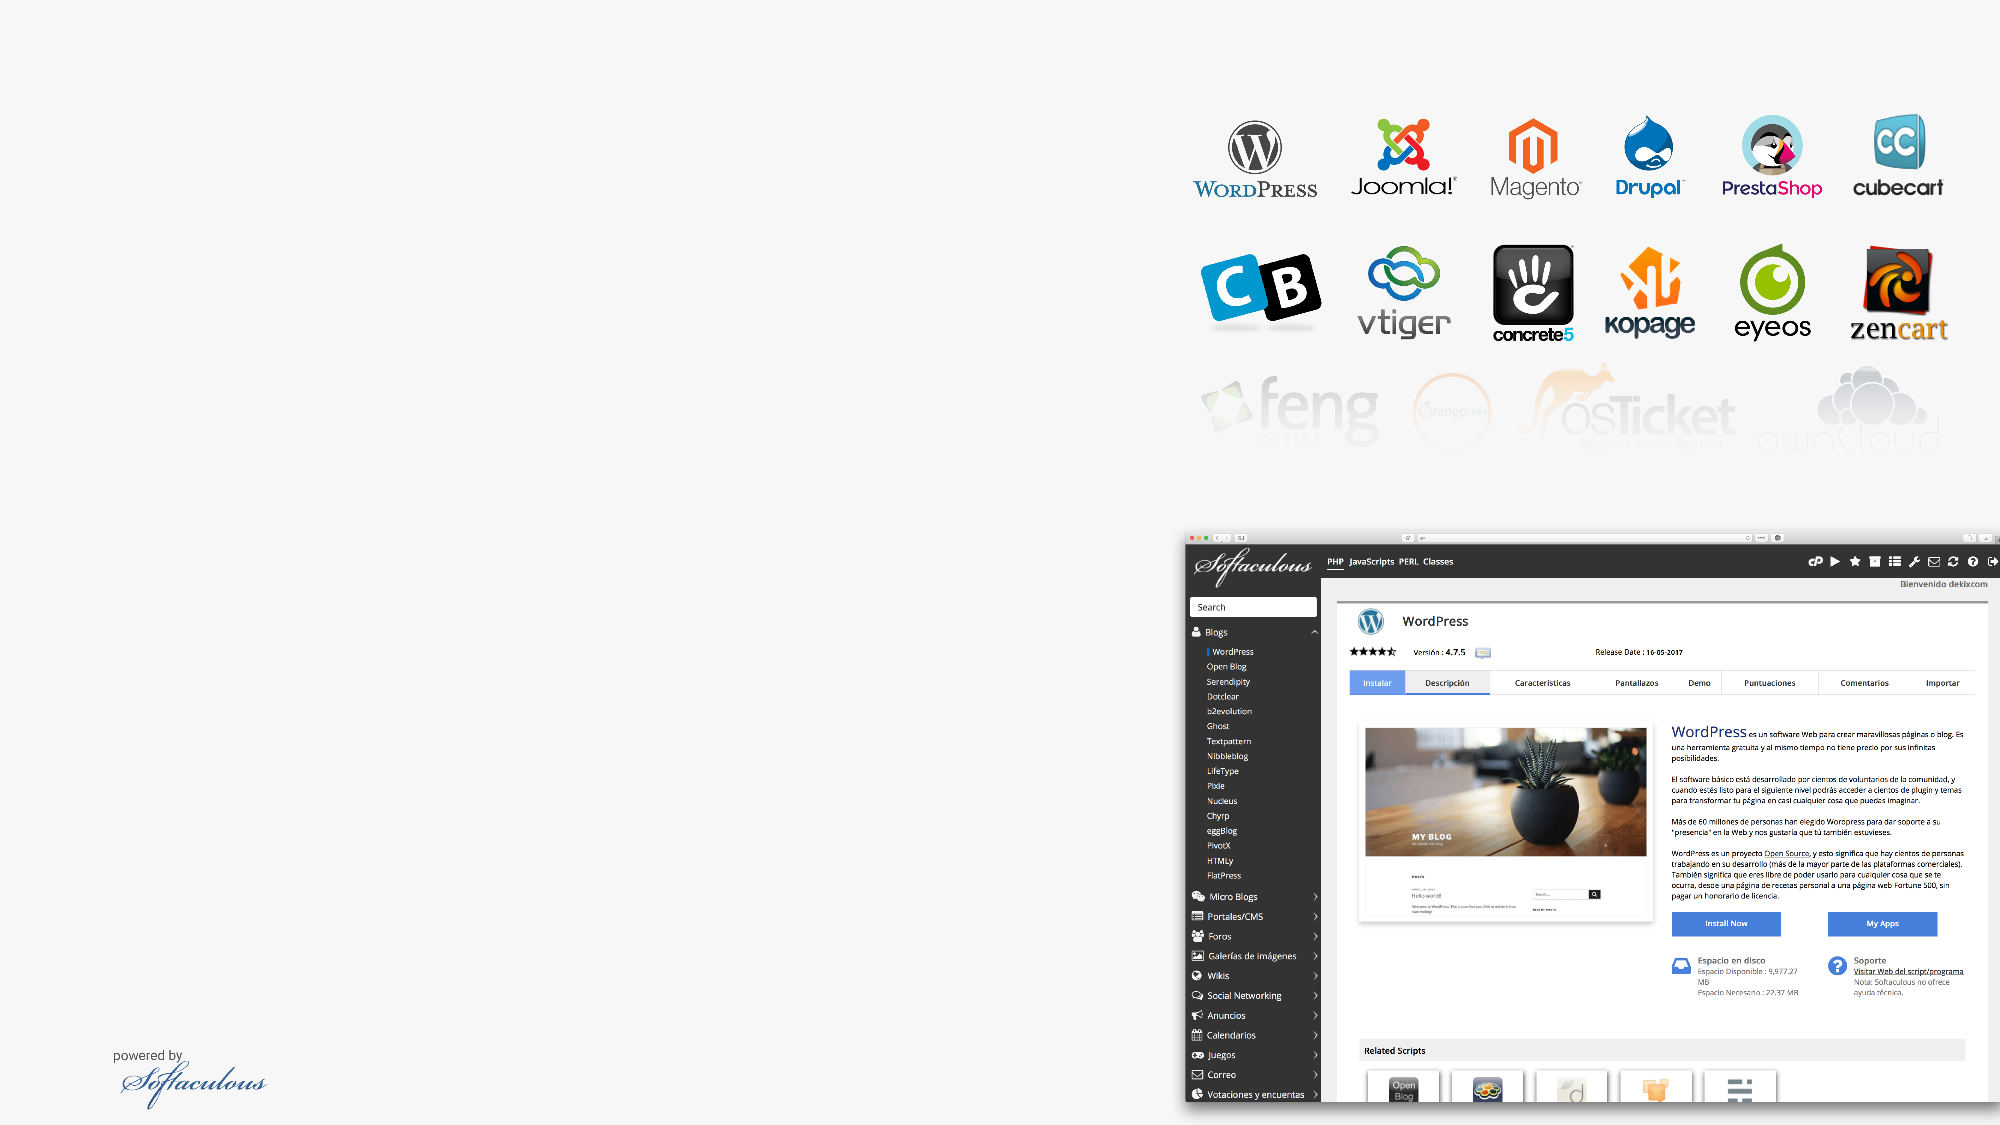 WORDPRESS
Joomla!
Magento
Drupal
PrestaShop
CC
cubecart
C B
vtiger
concrete5
Kopage
eyeos
zencart
feng
OFFICE
OrangeHRM
osTicket
Support Ticket System
ownCloud
Softaculous
PHP JavaScripts PERL Classes
Bienvenido dekixcom
Search
Blogs
WordPress
Open Blog
Serendipity
Dotclear
b2evolution
Ghost
Textpattern
Nibbleblog
LifeType
Pixie
Nucleus
Chyrp
eggBlog
PivotX
HTMLy
FlatPress
Micro Blogs
Portales/CMS
Foros
Galerías de imágenes
Wikis
Social Networking
Anuncios
Calendarios
Juegos
Correo
Votaciones y encuentas
WordPress
Versión : 4.7.5
Release Date : 16-05-2017
Instalar Descripción Características Pantallazos Demo Puntuaciones Comentarios Importar
MY BLOG
POSTS
Hello world!
Search...
RECENT POSTS
WordPress es un software Web para crear maravillosas páginas o blog. Es
una herramienta gratuita y al mismo tiempo no tiene precio por sus infinitas
posibilidades.
El software básico está desarrollado por cientos de voluntarios de la comunidad, y
cuando estés listo para el siguiente nivel podrás acceder a cientos de plugin y temas
para transformar tu página en casi cualquier cosa que puedas imaginar.
Más de 60 millones de personas han elegido Wordpress para dar soporte a su
"presencia" en la Web y nos gustaría que tú también estuvieses.
WordPress es un proyecto Open Source, y esto significa que hay cientos de personas
trabajando en su desarrollo (más de la mayor parte de las plataformas comerciales).
También significa que eres libre de poder usarlo para cualquier cosa que se te
ocurra, desde una página de recetas personal a una página web Fortune 500, sin
pagar un honorario de licencia.
Install Now
My Apps
Espacio en disco
Espacio Disponible : 9,977.27
MB
Espacio Necesario : 22.37 MB
Soporte
Visitar Web del script/programa
Nota: Softaculous no ofrece
ayuda técnica.
Related Scripts
Open
Blog
powered by
Softaculous